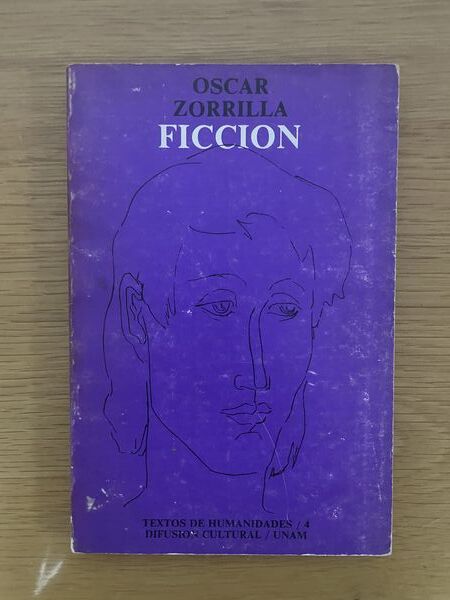 OSCAR
ZORRILLA
FICCION
TEXTOS DE HUMANIDADES / 4
DIFUSION CULTURAL / UNAM